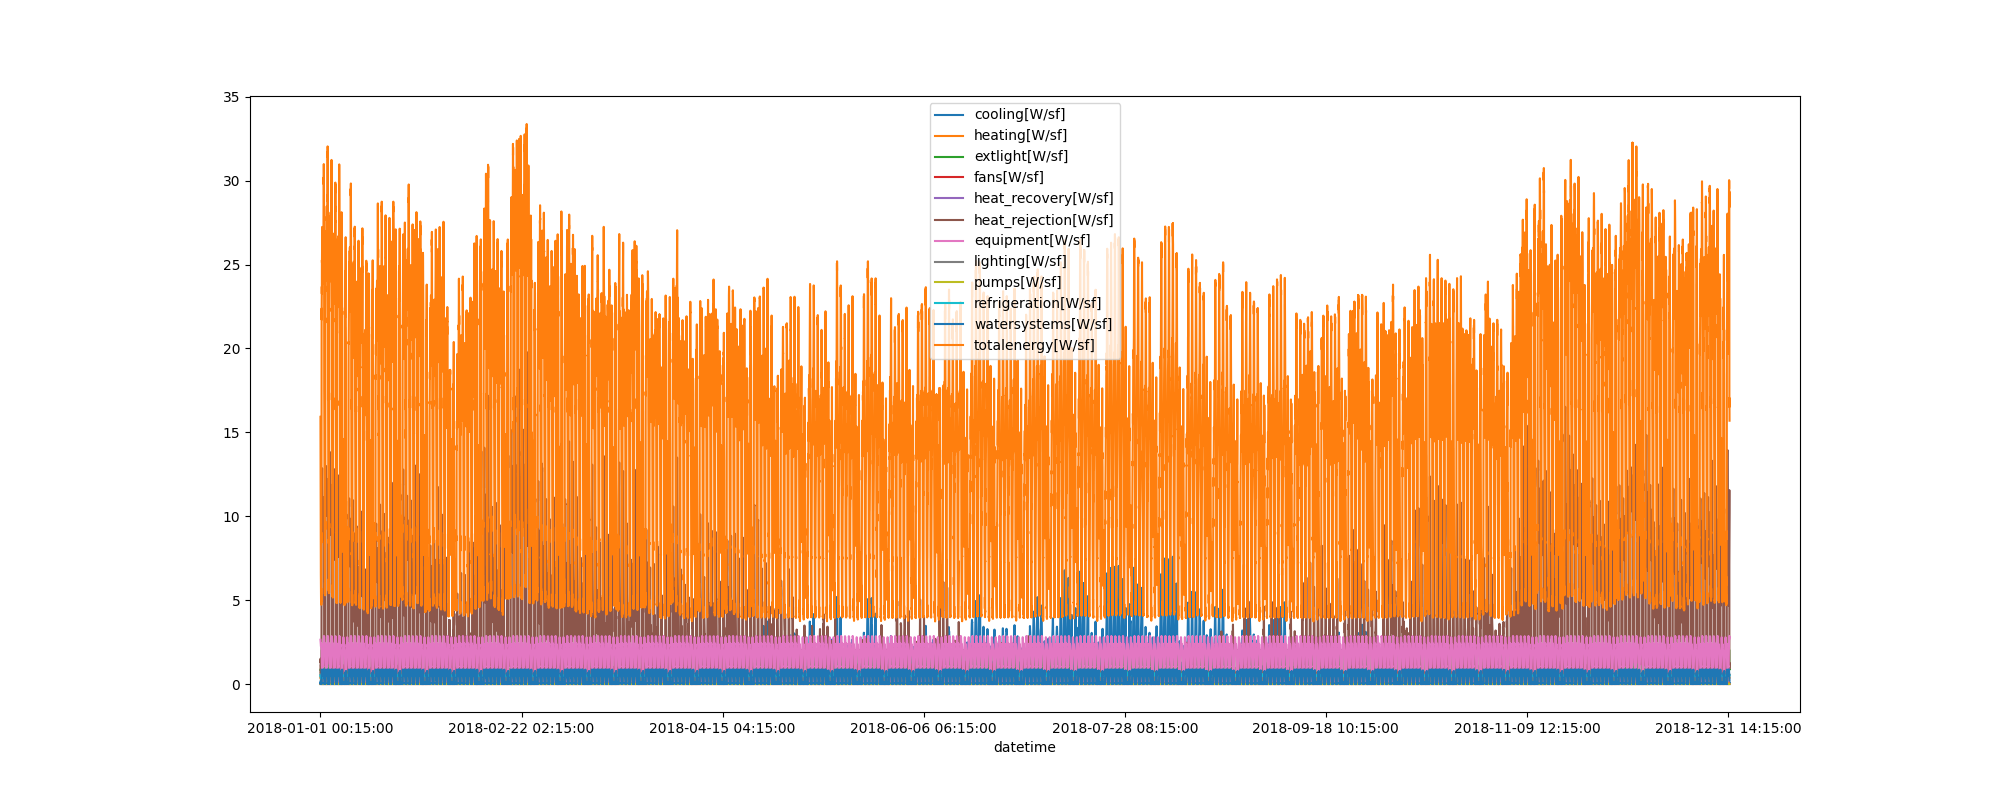 35
30
25
20
15
10
5
0
cooling[W/sf]
heating[W/sf]
extlight[W/sf]
fans[W/sf]
heat_recovery[W/sf]
heat_rejection[W/sf]
equipment[W/sf]
lighting[W/sf]
pumps[W/sf]
refrigeration[W/sf]
watersystems[W/sf]
totalenergy[W/sf]
2018-01-01 00:15:00 2018-02-22 02:15:00 2018-04-15 04:15:00 2018-06-06 06:15:00 2018-07-28 08:15:00 2018-09-18 10:15:00 2018-11-09 12:15:00 2018-12-31 14:15:00
datetime